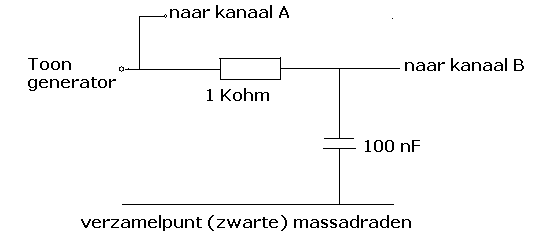 naar kanaal A
Toon
generator
naar kanaal B
1 Kohm
100 nF
verzamelpunt (zwarte) massadraden